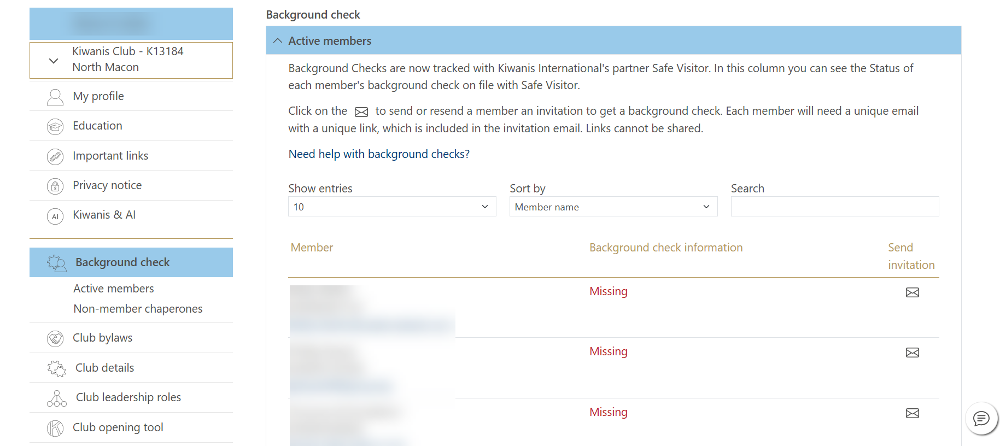 Kiwanis Club - K13184
North Macon
My profile
Education
Important links
Privacy notice
AI
Kiwanis & AI
Background check
Active members
Non-member chaperones
Club bylaws
Club details
Club leadership roles
Club opening tool
Background check
Active members
Background Checks are now tracked with Kiwanis International's partner Safe Visitor. In this column you can see the Status of
each member's background check on file with Safe Visitor.
Click on the to send or resend a member an invitation to get a background check. Each member will need a unique email
with a unique link, which is included in the invitation email. Links cannot be shared.
Need help with background checks?
Show entries
10
Sort by
Member name
Search
Member
Background check information
Send
invitation
Missing
Missing
Missing